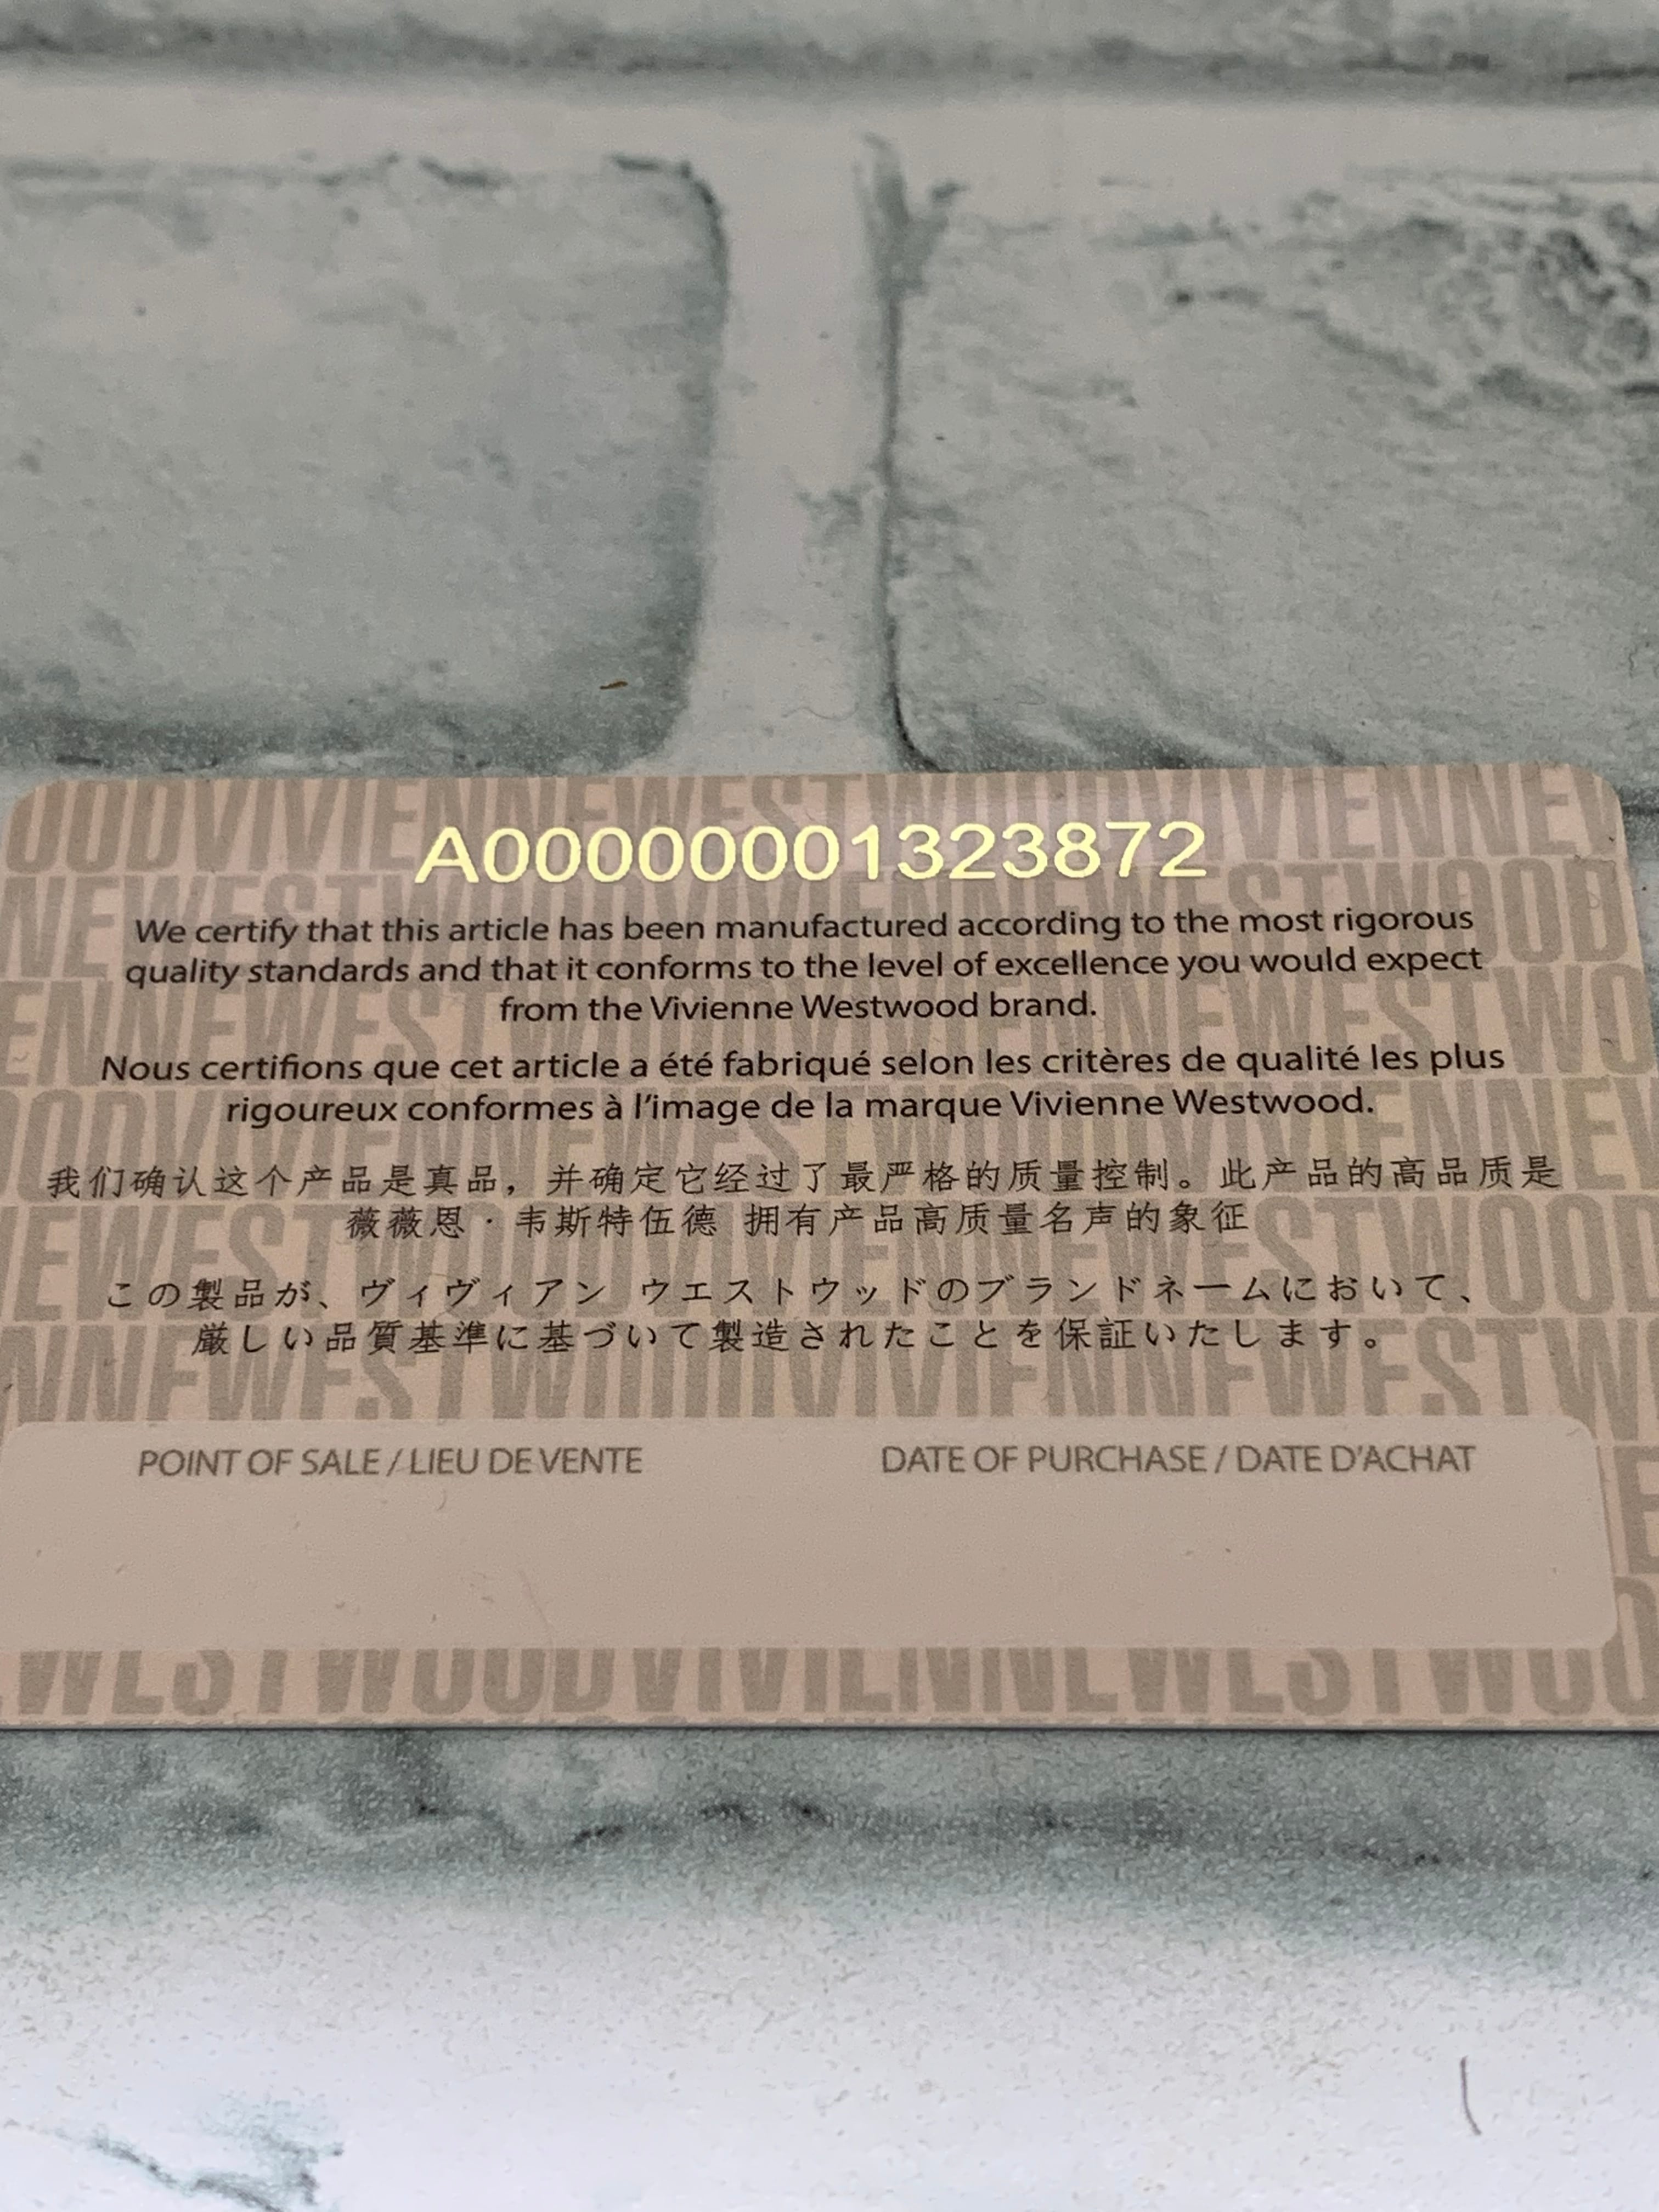 A000000001323872
We certify that this article has been manufactured according to the most rigorous
quality standards and that it conforms to the level of excellence you would expect
from the Vivienne Westwood brand.
Nous certifions que cet article a été fabriqué selon les critères de qualité les plus
rigoureux conformes à l'image de la marque Vivienne Westwood.
我们确认这个产品是真品，并确定它经过了最严格的质量控制。此产品的高品质是
薇薇恩·韦斯特伍德 拥有产品高质量名声的象征
この製品が、ヴィヴィアン ウエストウッドのブランドネームにおいて、
厳しい品質基準に基づいて製造されたことを保証いたします。
POINT OF SALE / LIEU DE VENTE DATE OF PURCHASE / DATE D'ACHAT
EWESTWOODVIVIENNEWESTWOO